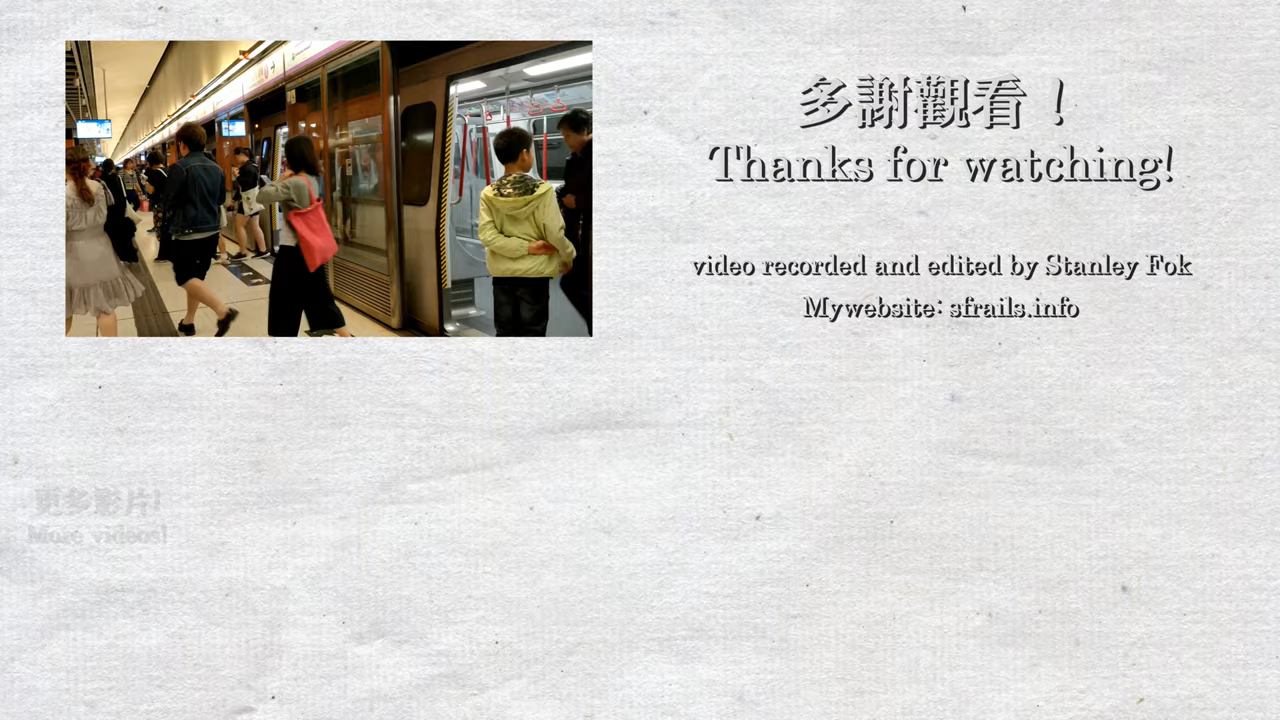 多謝觀看！
Thanks for watching!
video recorded and edited by Stanley Fok
Mywebsite: sfrails.info
更多影片!
More videos!